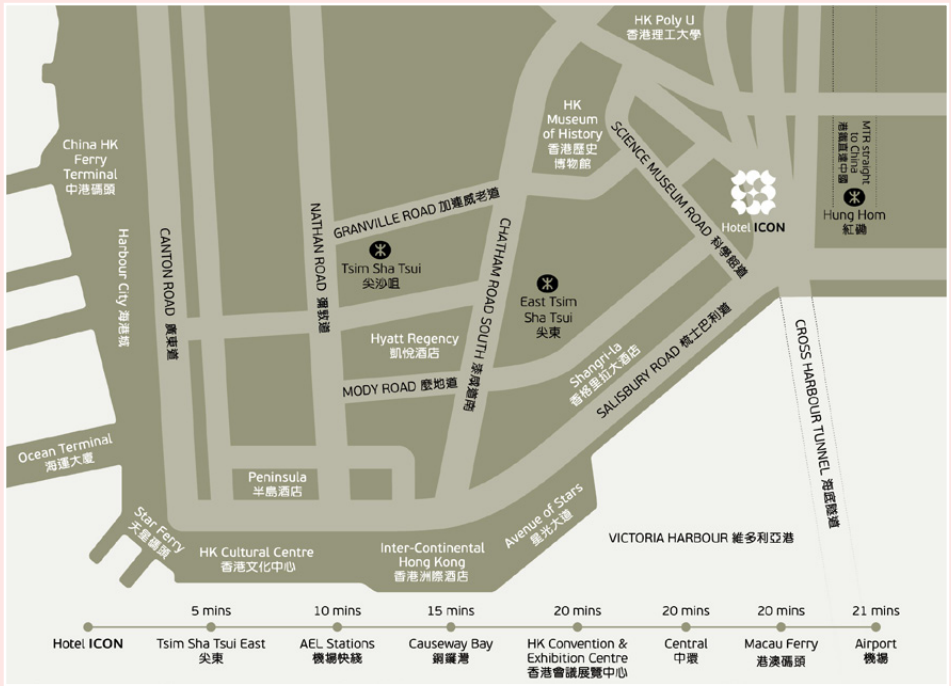 HK Poly U
香港理工大學
HK
Museum
of History
香港歷史
博物館
MTR straight
to China
港鐵直達中國
China HK
Ferry
Terminal
中港碼頭
SCIENCE MUSEUM ROAD 科學館道
Hotel ICON
Hung Hom
紅磡
GRANVILLE ROAD 加連威老道
Harbour City 海港城
CANTON ROAD 廣東道
NATHAN ROAD 彌敦道
CHATHAM ROAD SOUTH 漆咸道南
Tsim Sha Tsui
尖沙咀
East Tsim
Sha Tsui
尖東
Hyatt Regency
凱悅酒店
MODY ROAD 麼地道
Shangri-la
香格里拉大酒店
SALISBURY ROAD 梳士巴利道
CROSS HARBOUR TUNNEL 海底隧道
Ocean Terminal
海運大廈
Peninsula
半島酒店
Star Ferry
天星碼頭
HK Cultural Centre
香港文化中心
Inter-Continental
Hong Kong
香港洲際酒店
Avenue of Stars
星光大道
VICTORIA HARBOUR 維多利亞港
5 mins
10 mins
15 mins
20 mins
20 mins
20 mins
21 mins
Hotel ICON
Tsim Sha Tsui East
尖東
AEL Stations
機場快綫
Causeway Bay
銅鑼灣
HK Convention &
Exhibition Centre
香港會議展覽中心
Central
中環
Macau Ferry
港澳碼頭
Airport
機場